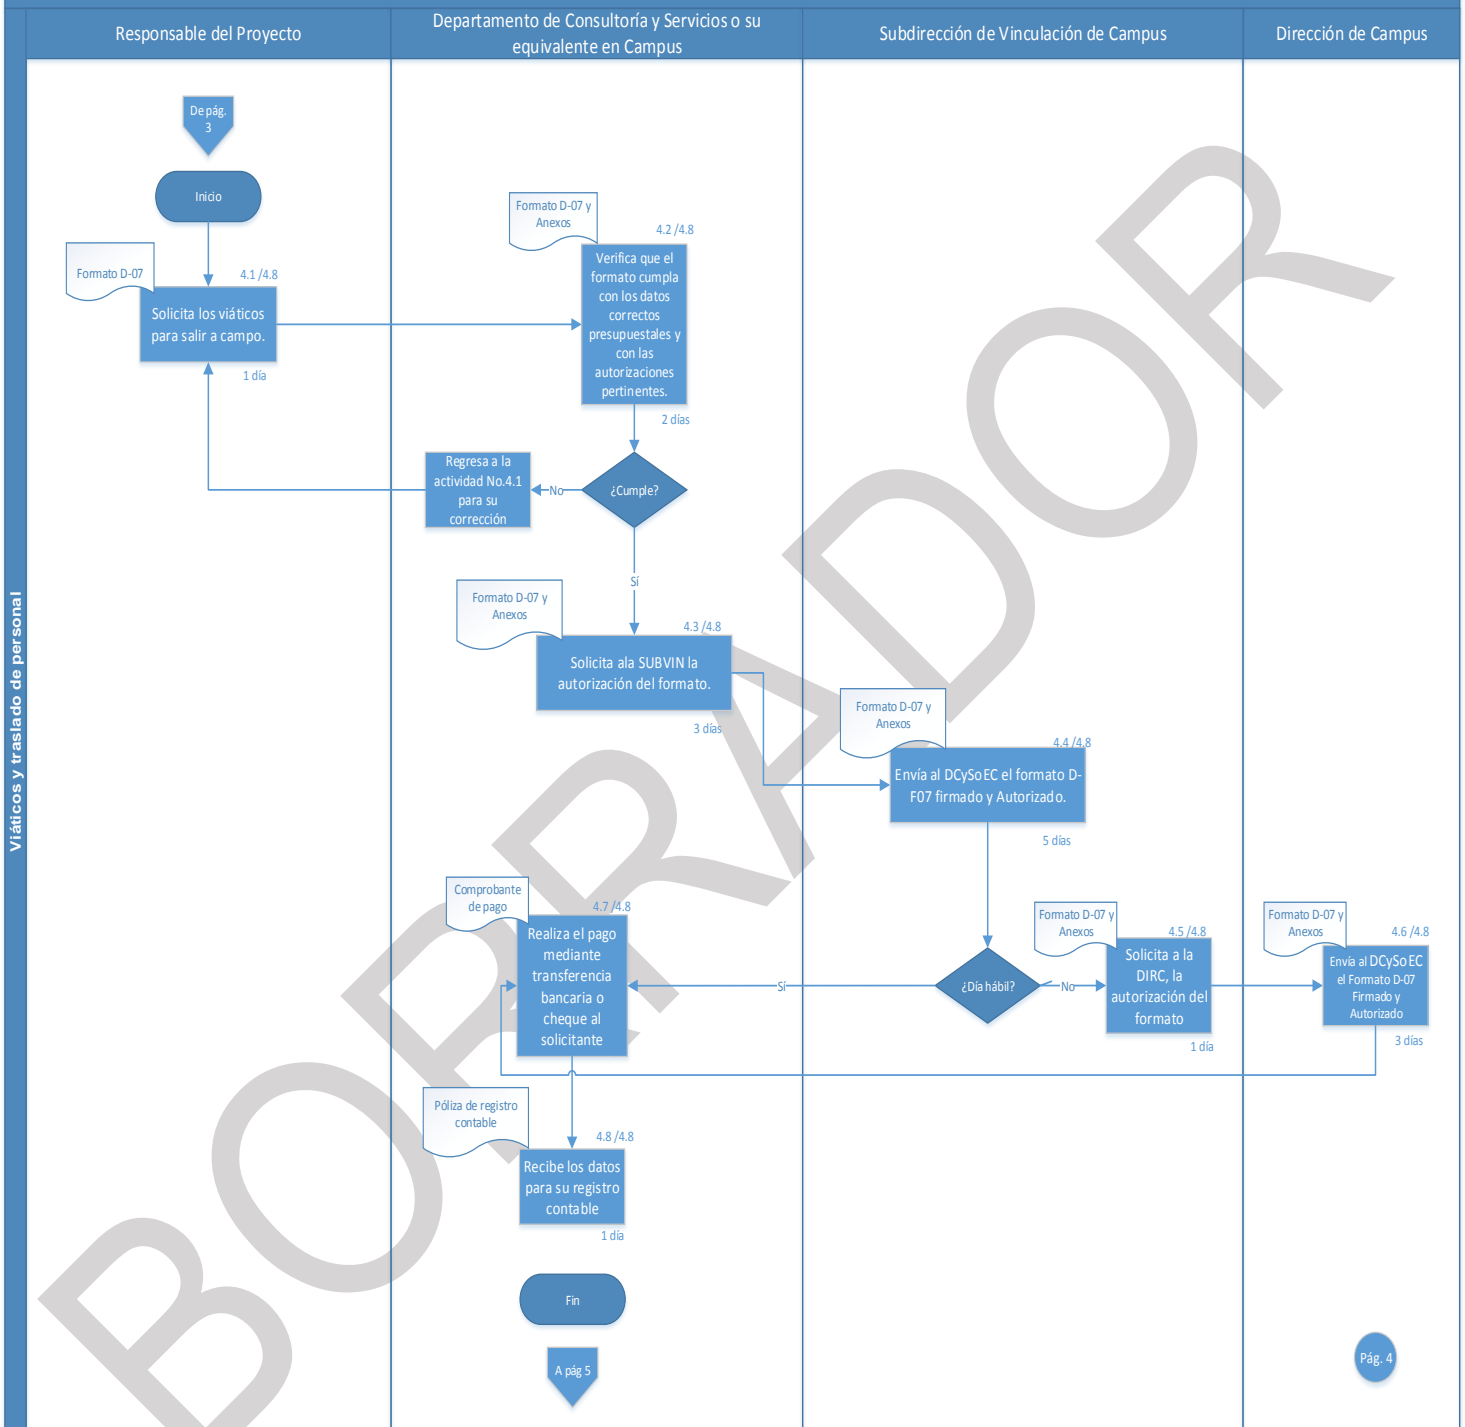 Responsable del Proyecto
Departamento de Consultoría y Servicios o su
equivalente en Campus
Subdirección de Vinculación de Campus
Dirección de Campus
Viáticos y traslado de personal
De pág.
3
Inicio
Formato D-07
4.1 /4.8
Solicita los viáticos
para salir a campo.
1 día
Formato D-07 y
Anexos
4.2 /4.8
Verifica que el
formato cumpla
con los datos
correctos
presupuestales y
con las
autorizaciones
pertinentes.
2 días
Regresa a la
actividad No.4.1
para su
corrección
No
¿Cumple?
Sí
Formato D-07 y
Anexos
4.3 /4.8
Solicita ala SUBVIN la
autorización del formato.
3 días
Formato D-07 y
Anexos
4.4 /4.8
Envía al DCySoEC el formato D-
F07 firmado y Autorizado.
5 días
Comprobante
de pago
4.7 /4.8
Realiza el pago
mediante
transferencia
bancaria o
cheque al
solicitante
Sí
¿Día hábil?
No
Formato D-07 y
Anexos
4.5 /4.8
Solicita a la
DIRC, la
autorización del
formato
1 día
Formato D-07 y
Anexos
4.6 /4.8
Envía al DCySoEC
el Formato D-07
Firmado y
Autorizado
3 días
Póliza de registro
contable
4.8 /4.8
Recibe los datos
para su registro
contable
1 día
Fin
A pág 5
Pág. 4
BORRADOR